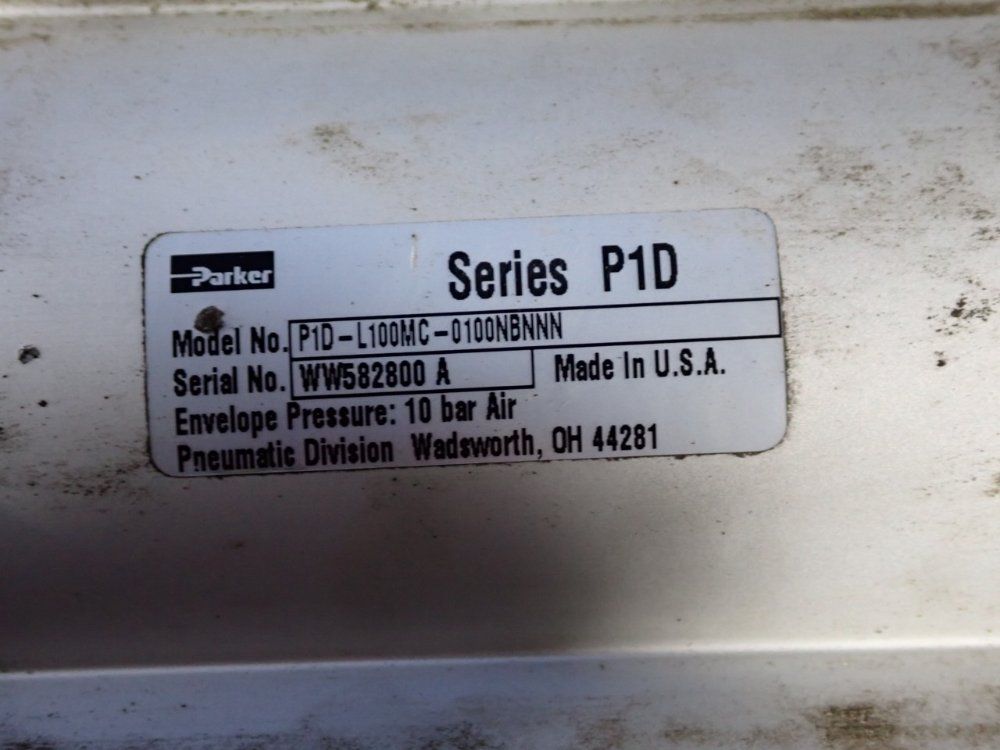 Parker
Series P1D
Model No. P1D-L100MC-0100NBNNN
Serial No. WW582800 A Made In U.S.A.
Envelope Pressure: 10 bar Air
Pneumatic Division Wadsworth, OH 44281